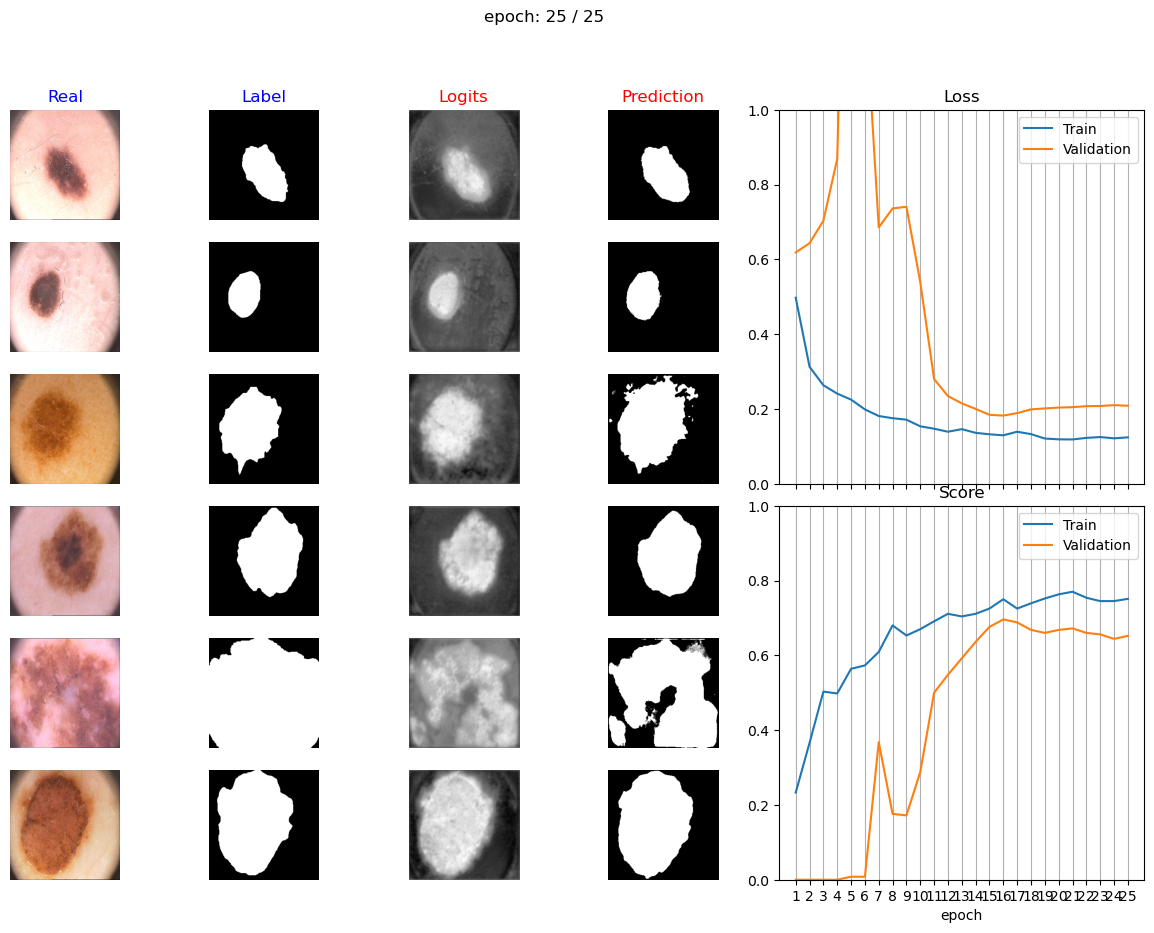 epoch: 25 / 25
Real Label Logits Prediction Loss
1.0
Train
Validation
0.8
0.6
0.4
0.2
0.0
Score
1.0
Train
Validation
0.8
0.6
0.4
0.2
0.0
1 2 3 4 5 6 7 8 9 10 11 12 13 14 15 16 17 18 19 20 21 22 23 24 25
epoch